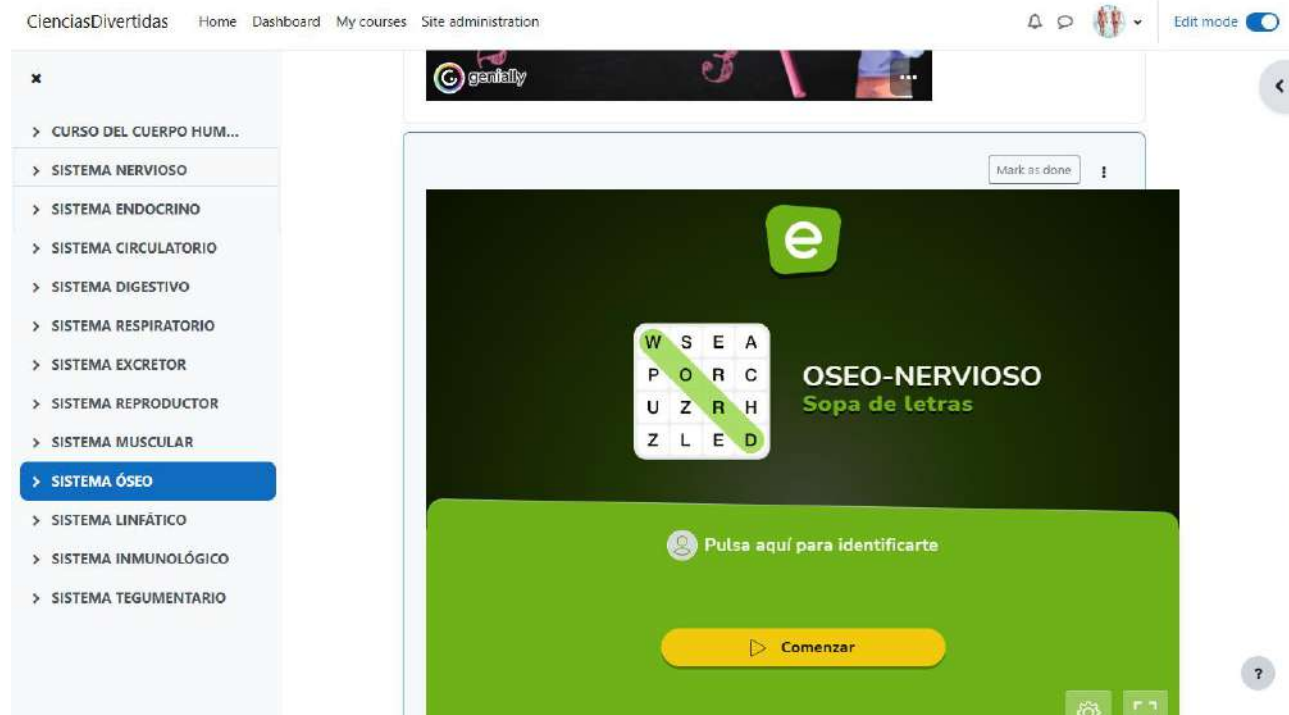 CienciasDivertidas Home Dashboard My courses Site administration Edit mode
genially
CURSO DEL CUERPO HUM...
SISTEMA NERVIOSO
SISTEMA ENDOCRINO
SISTEMA CIRCULATORIO
SISTEMA DIGESTIVO
SISTEMA RESPIRATORIO
SISTEMA EXCRETOR
SISTEMA REPRODUCTOR
SISTEMA MUSCULAR
SISTEMA ÓSEO
SISTEMA LINFÁTICO
SISTEMA INMUNOLÓGICO
SISTEMA TEGUMENTARIO
Mark as done
e
W S E A
P O R C
U Z R H
Z L E D
OSEO-NERVIOSO
Sopa de letras
Pulsa aquí para identificarte
Comenzar
?